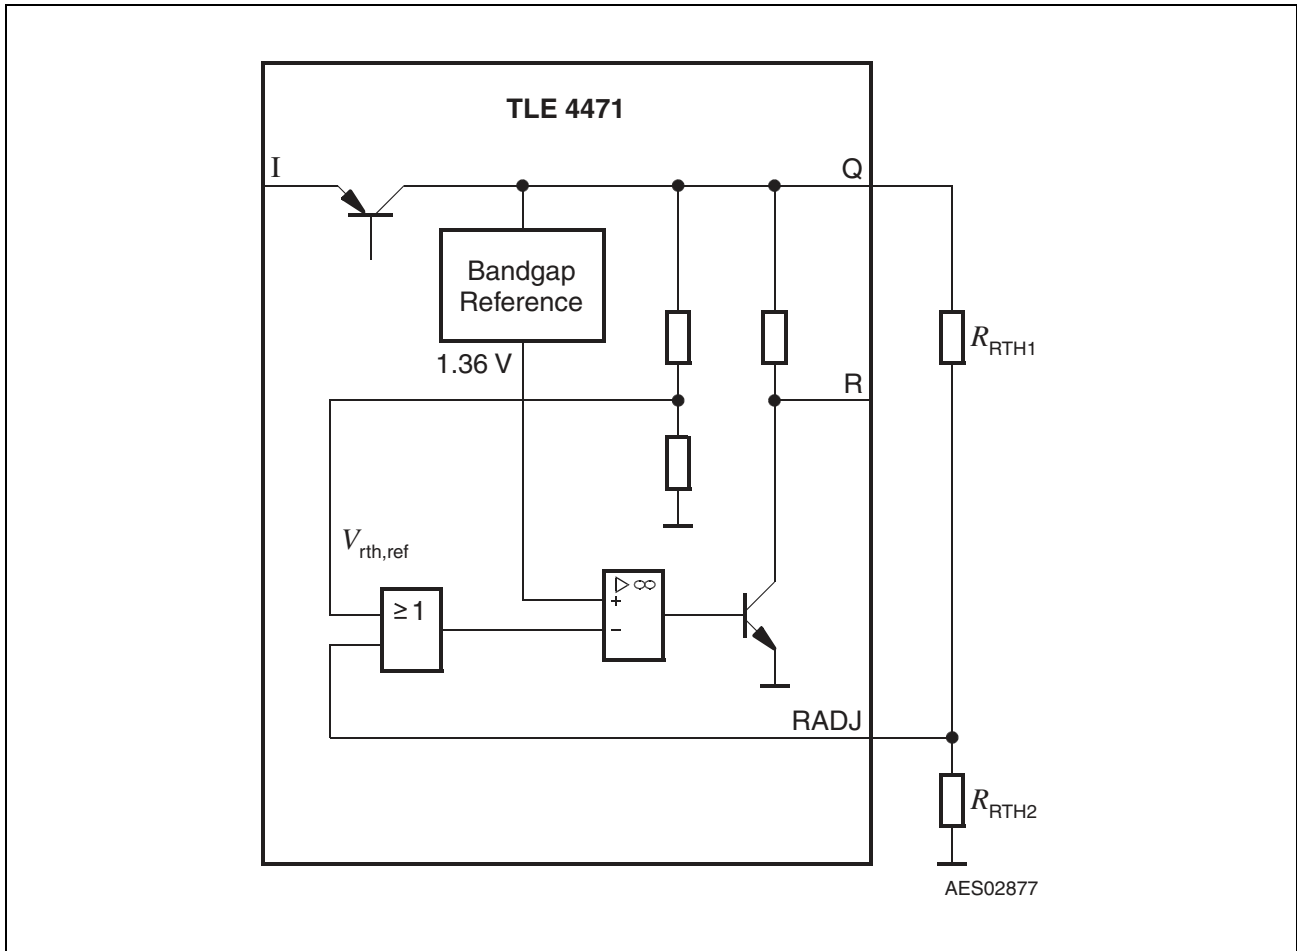 TLE 4471
I
Q
Bandgap
Reference
1.36 V
R_RTH1
R
V_rth,ref
≥ 1
▷ ∞
+
−
RADJ
R_RTH2
AES02877